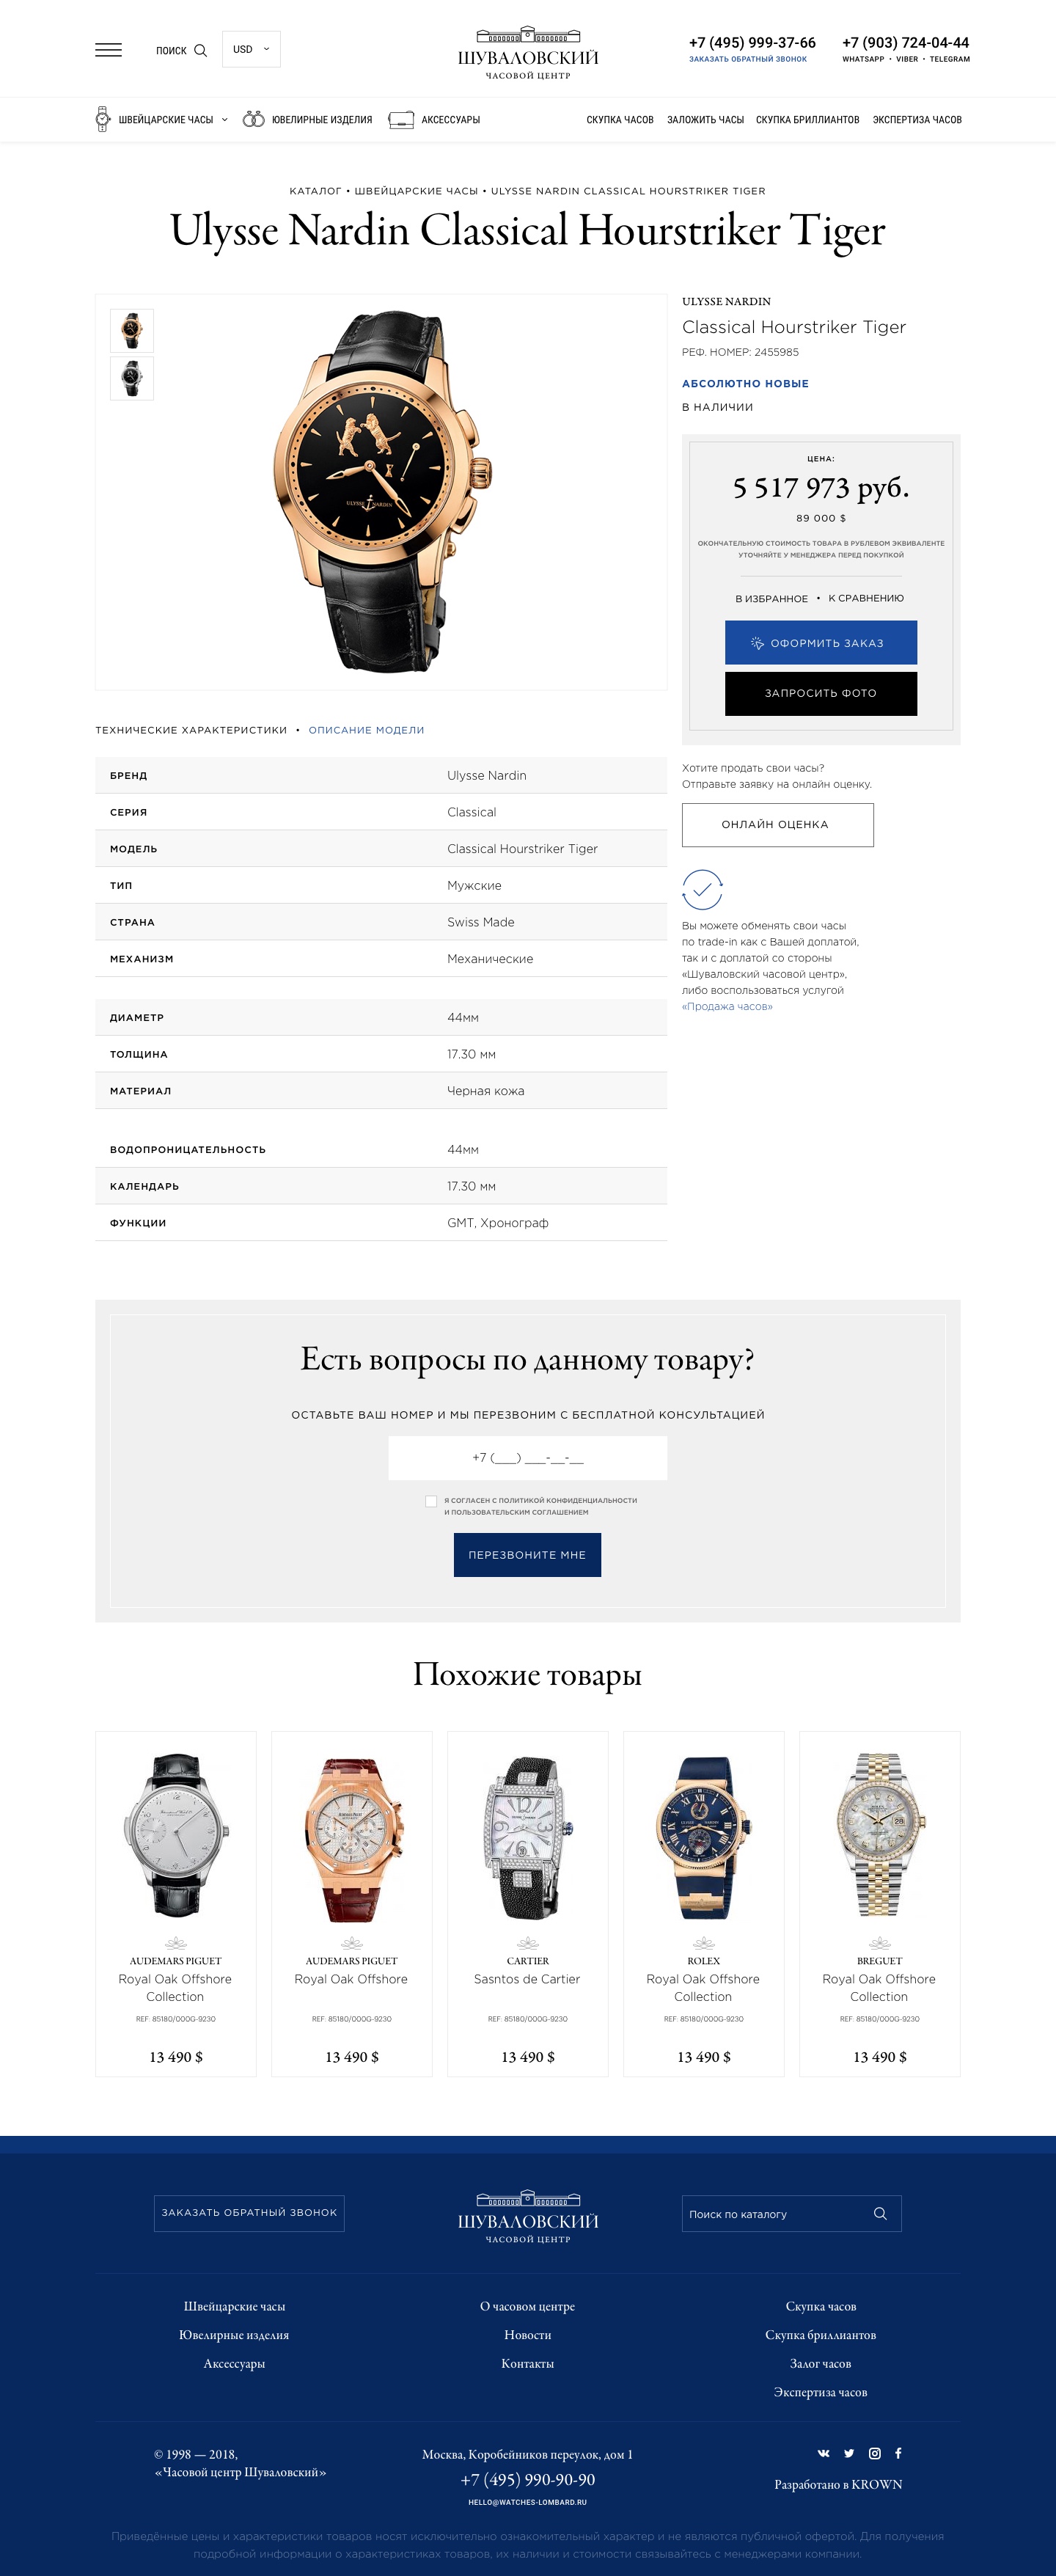 ПОИСК
USD
ШУВАЛОВСКИЙ
ЧАСОВОЙ ЦЕНТР
+7 (495) 999-37-66
ЗАКАЗАТЬ ОБРАТНЫЙ ЗВОНОК
+7 (903) 724-04-44
WHATSAPP • VIBER • TELEGRAM
ШВЕЙЦАРСКИЕ ЧАСЫ
ЮВЕЛИРНЫЕ ИЗДЕЛИЯ
АКСЕССУАРЫ
СКУПКА ЧАСОВ
ЗАЛОЖИТЬ ЧАСЫ
СКУПКА БРИЛЛИАНТОВ
ЭКСПЕРТИЗА ЧАСОВ
КАТАЛОГ • ШВЕЙЦАРСКИЕ ЧАСЫ • ULYSSE NARDIN CLASSICAL HOURSTRIKER TIGER
Ulysse Nardin Classical Hourstriker Tiger
ULYSSE NARDIN
ULYSSE NARDIN
Classical Hourstriker Tiger
РЕФ. НОМЕР: 2455985
АБСОЛЮТНО НОВЫЕ
В НАЛИЧИИ
ЦЕНА:
5 517 973 руб.
89 000 $
ОКОНЧАТЕЛЬНУЮ СТОИМОСТЬ ТОВАРА В РУБЛЕВОМ ЭКВИВАЛЕНТЕ
УТОЧНЯЙТЕ У МЕНЕДЖЕРА ПЕРЕД ПОКУПКОЙ
В ИЗБРАННОЕ • К СРАВНЕНИЮ
ОФОРМИТЬ ЗАКАЗ
ЗАПРОСИТЬ ФОТО
Хотите продать свои часы?
Отправьте заявку на онлайн оценку.
ОНЛАЙН ОЦЕНКА
Вы можете обменять свои часы
по trade-in как с Вашей доплатой,
так и с доплатой со стороны
«Шуваловский часовой центр»,
либо воспользоваться услугой
«Продажа часов»
ТЕХНИЧЕСКИЕ ХАРАКТЕРИСТИКИ • ОПИСАНИЕ МОДЕЛИ
БРЕНД Ulysse Nardin
СЕРИЯ Classical
МОДЕЛЬ Classical Hourstriker Tiger
ТИП Мужские
СТРАНА Swiss Made
МЕХАНИЗМ Механические
ДИАМЕТР 44мм
ТОЛЩИНА 17.30 мм
МАТЕРИАЛ Черная кожа
ВОДОПРОНИЦАТЕЛЬНОСТЬ 44мм
КАЛЕНДАРЬ 17.30 мм
ФУНКЦИИ GMT, Хронограф
Есть вопросы по данному товару?
ОСТАВЬТЕ ВАШ НОМЕР И МЫ ПЕРЕЗВОНИМ С БЕСПЛАТНОЙ КОНСУЛЬТАЦИЕЙ
+7 (___) ___-__-__
Я СОГЛАСЕН С ПОЛИТИКОЙ КОНФИДЕНЦИАЛЬНОСТИ
И ПОЛЬЗОВАТЕЛЬСКИМ СОГЛАШЕНИЕМ
ПЕРЕЗВОНИТЕ МНЕ
Похожие товары
AUDEMARS PIGUET
Royal Oak Offshore
Collection
REF: 85180/000G-9230
13 490 $
AUDEMARS PIGUET
Royal Oak Offshore
REF: 85180/000G-9230
13 490 $
CARTIER
Sasntos de Cartier
REF: 85180/000G-9230
13 490 $
ROLEX
Royal Oak Offshore
Collection
REF: 85180/000G-9230
13 490 $
BREGUET
Royal Oak Offshore
Collection
REF: 85180/000G-9230
13 490 $
ЗАКАЗАТЬ ОБРАТНЫЙ ЗВОНОК
ШУВАЛОВСКИЙ
ЧАСОВОЙ ЦЕНТР
Поиск по каталогу
Швейцарские часы
Ювелирные изделия
Аксессуары
О часовом центре
Новости
Контакты
Скупка часов
Скупка бриллиантов
Залог часов
Экспертиза часов
© 1998 — 2018,
«Часовой центр Шуваловский»
Москва, Коробейников переулок, дом 1
+7 (495) 990-90-90
HELLO@WATCHES-LOMBARD.RU
Разработано в KROWN
Приведённые цены и характеристики товаров носят исключительно ознакомительный характер и не являются публичной офертой. Для получения
подробной информации о характеристиках товаров, их наличии и стоимости связывайтесь с менеджерами компании.